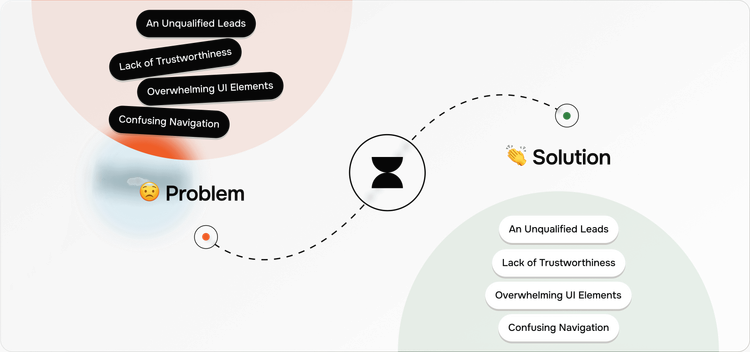 An Unqualified Leads
Lack of Trustworthiness
Overwhelming UI Elements
Confusing Navigation
😟 Problem
👏 Solution
An Unqualified Leads
Lack of Trustworthiness
Overwhelming UI Elements
Confusing Navigation